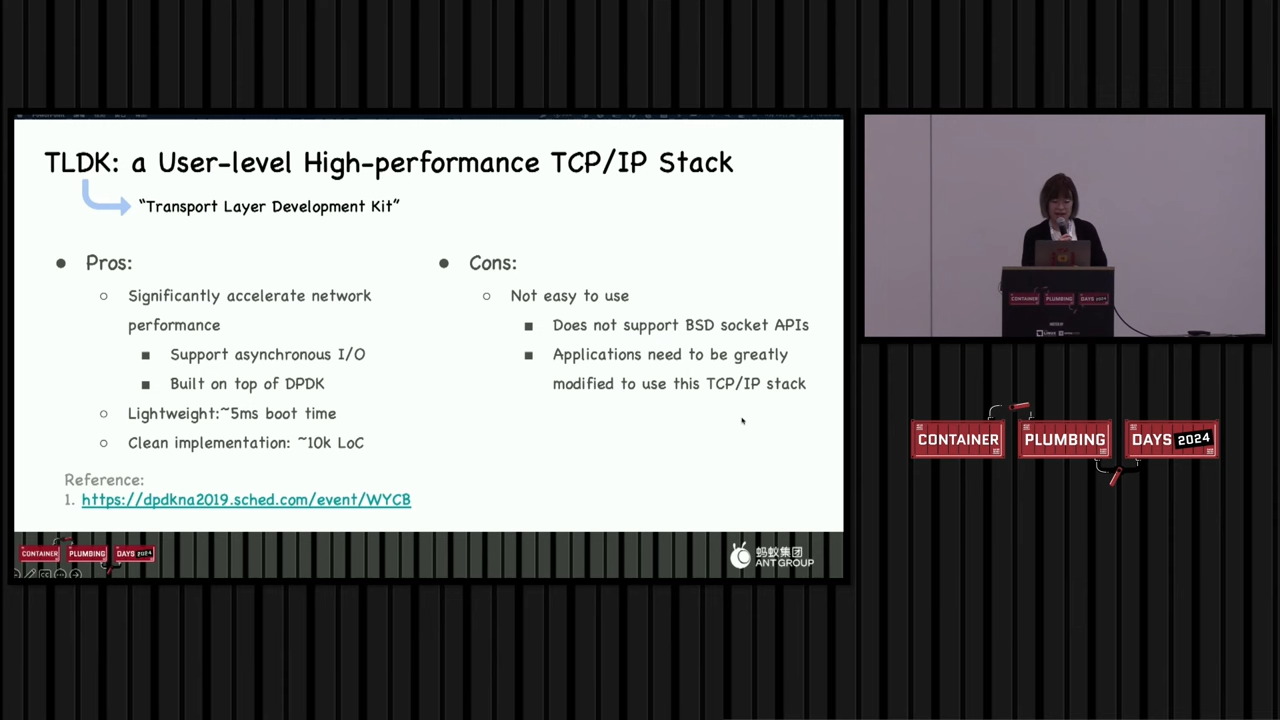 TLDK: a User-level High-performance TCP/IP Stack
"Transport Layer Development Kit"
● Pros:
○ Significantly accelerate network
performance
■ Support asynchronous I/O
■ Built on top of DPDK
○ Lightweight:~5ms boot time
○ Clean implementation: ~10k LoC
Reference:
1. https://dpdkna2019.sched.com/event/WYCB
● Cons:
○ Not easy to use
■ Does not support BSD socket APIs
■ Applications need to be greatly
modified to use this TCP/IP stack
CONTAINER PLUMBING DAYS 2024
蚂蚁集团
ANT GROUP
CONTAINER PLUMBING DAYS 2024
CONTAINER PLUMBING DAYS 2024